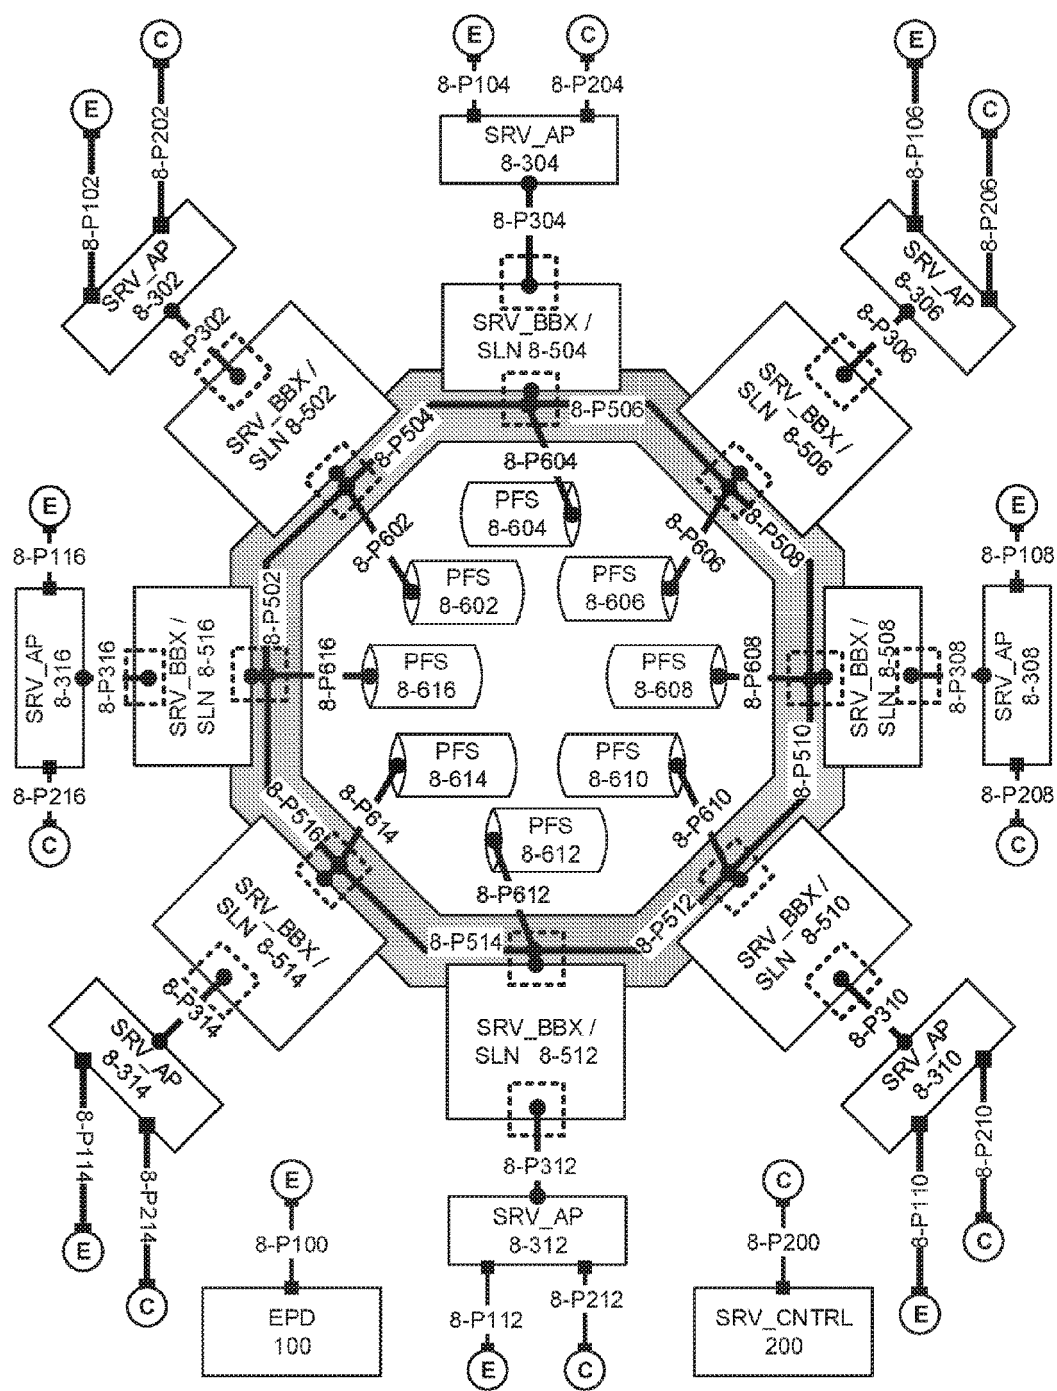 C
E
E
C
E
C
8-P104
8-P204
8-P202
8-P102
8-P106
8-P206
SRV_AP
8-304
SRV_AP
8-302
SRV_AP
8-306
8-P304
8-P302
8-P306
SRV_BBX /
SLN 8-504
SRV_BBX /
SLN 8-502
SRV_BBX /
SLN 8-506
8-P504
8-P506
8-P604
PFS
8-604
8-P602
8-P606
8-P508
E
E
8-P116
8-P108
PFS
8-602
PFS
8-606
8-P502
SRV_AP
8-316
8-P316
SRV_BBX /
SLN 8-516
8-P616
PFS
8-616
PFS
8-608
8-P608
SRV_BBX /
SLN 8-508
8-P308
SRV_AP
8-308
8-P510
PFS
8-614
PFS
8-610
8-P216
8-P208
C
C
8-P516
8-P614
8-P610
PFS
8-612
8-P612
8-P514
8-P512
SRV_BBX /
SLN 8-514
SRV_BBX /
SLN 8-510
8-P314
8-P310
SRV_BBX /
SLN 8-512
SRV_AP
8-314
SRV_AP
8-310
8-P114
8-P214
8-P312
8-P210
8-P110
E
C
SRV_AP
8-312
E
C
8-P100
8-P200
C
E
8-P112
8-P212
EPD
100
SRV_CNTRL
200
E
C